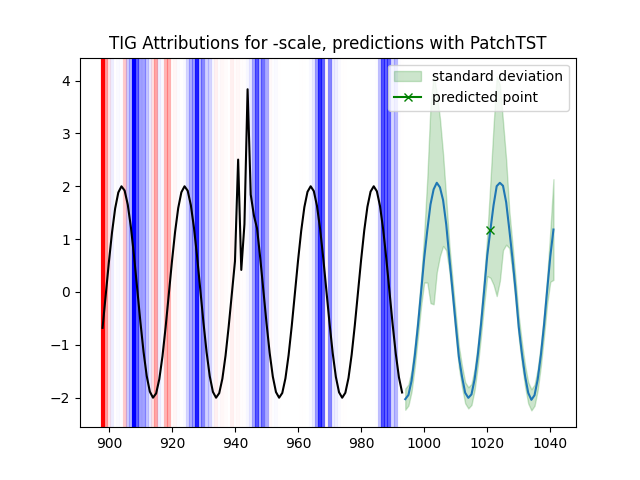 TIG Attributions for -scale, predictions with PatchTST
standard deviation
predicted point
4
3
2
1
0
−1
−2
900 920 940 960 980 1000 1020 1040